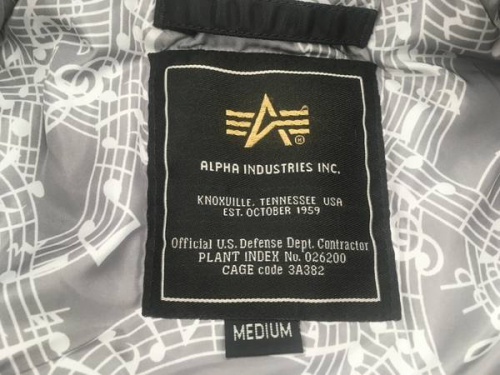 ALPHA INDUSTRIES INC.
KNOXVILLE, TENNESSEE USA
EST. OCTOBER 1959
Official U.S. Defense Dept. Contractor
PLANT INDEX No. 026200
CAGE code 3A382
MEDIUM